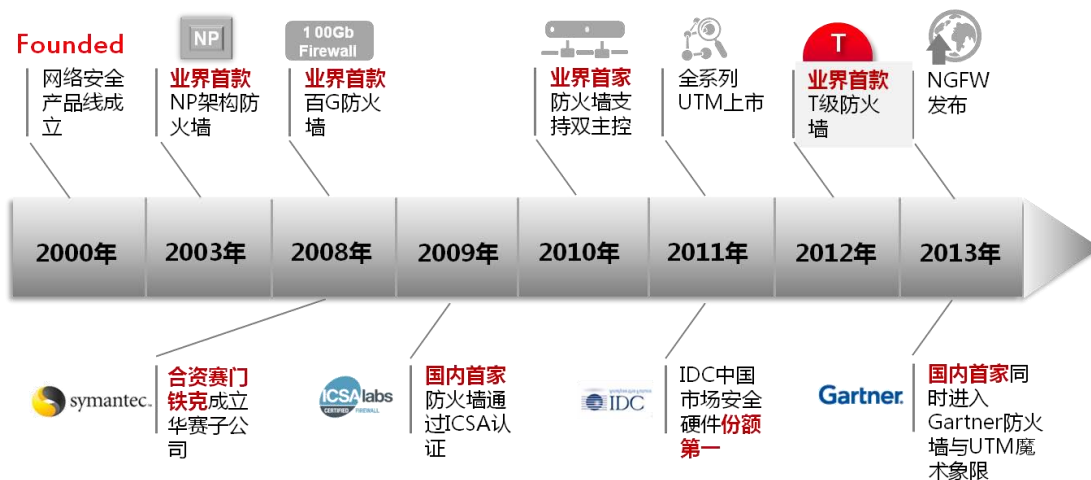 Founded
网络安全
产品线成
立
NP
业界首款
NP架构防
火墙
1 00Gb
Firewall
业界首款
百G防火
墙
业界首家
防火墙支
持双主控
全系列
UTM上市
T
业界首款
T级防火
墙
NGFW
发布
2000年
2003年
2008年
2009年
2010年
2011年
2012年
2013年
symantec.
合资赛门
铁克成立
华赛子公
司
ICSAlabs
CERTIFIED FIREWALL
国内首家
防火墙通
过ICSA认
证
IDC
IDC中国
市场安全
硬件份额
第一
Gartner
国内首家同
时进入
Gartner防火
墙与UTM魔
术象限